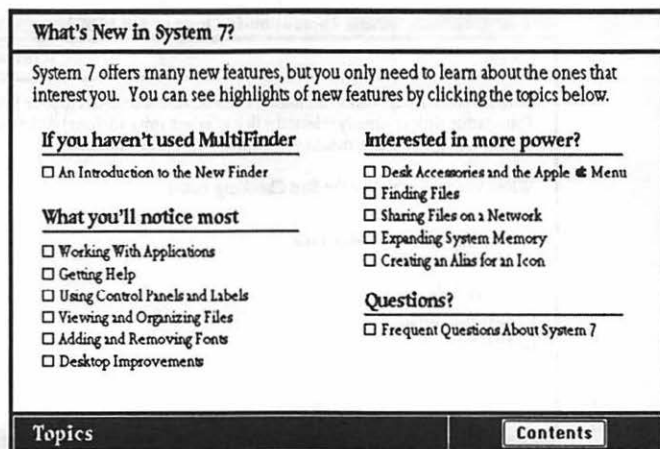 What's New in System 7?
System 7 offers many new features, but you only need to learn about the ones that
interest you. You can see highlights of new features by clicking the topics below.
If you haven't used MultiFinder
☐ An Introduction to the New Finder
What you'll notice most
☐ Working With Applications
☐ Getting Help
☐ Using Control Panels and Labels
☐ Viewing and Organizing Files
☐ Adding and Removing Fonts
☐ Desktop Improvements
Interested in more power?
☐ Desk Accessories and the Apple  Menu
☐ Finding Files
☐ Sharing Files on a Network
☐ Expanding System Memory
☐ Creating an Alias for an Icon
Questions?
☐ Frequent Questions About System 7
Topics
Contents